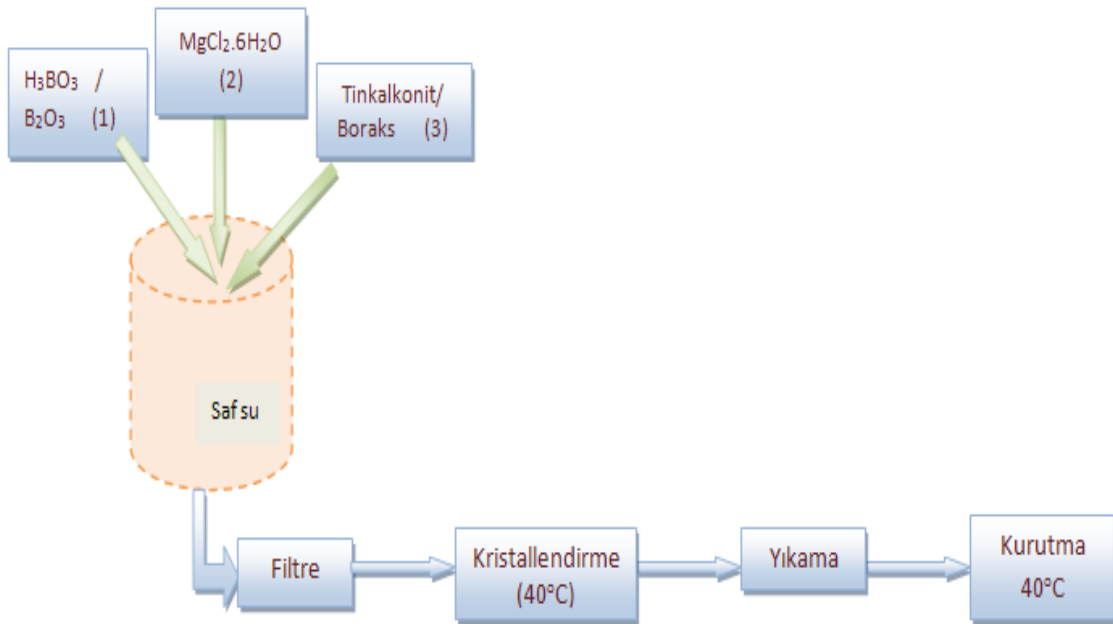 H₃BO₃ /
B₂O₃ (1)
MgCl₂.6H₂O
(2)
Tinkalkonit/
Boraks (3)
Saf su
Filtre
Kristallendirme
(40°C)
Yıkama
Kurutma
40°C